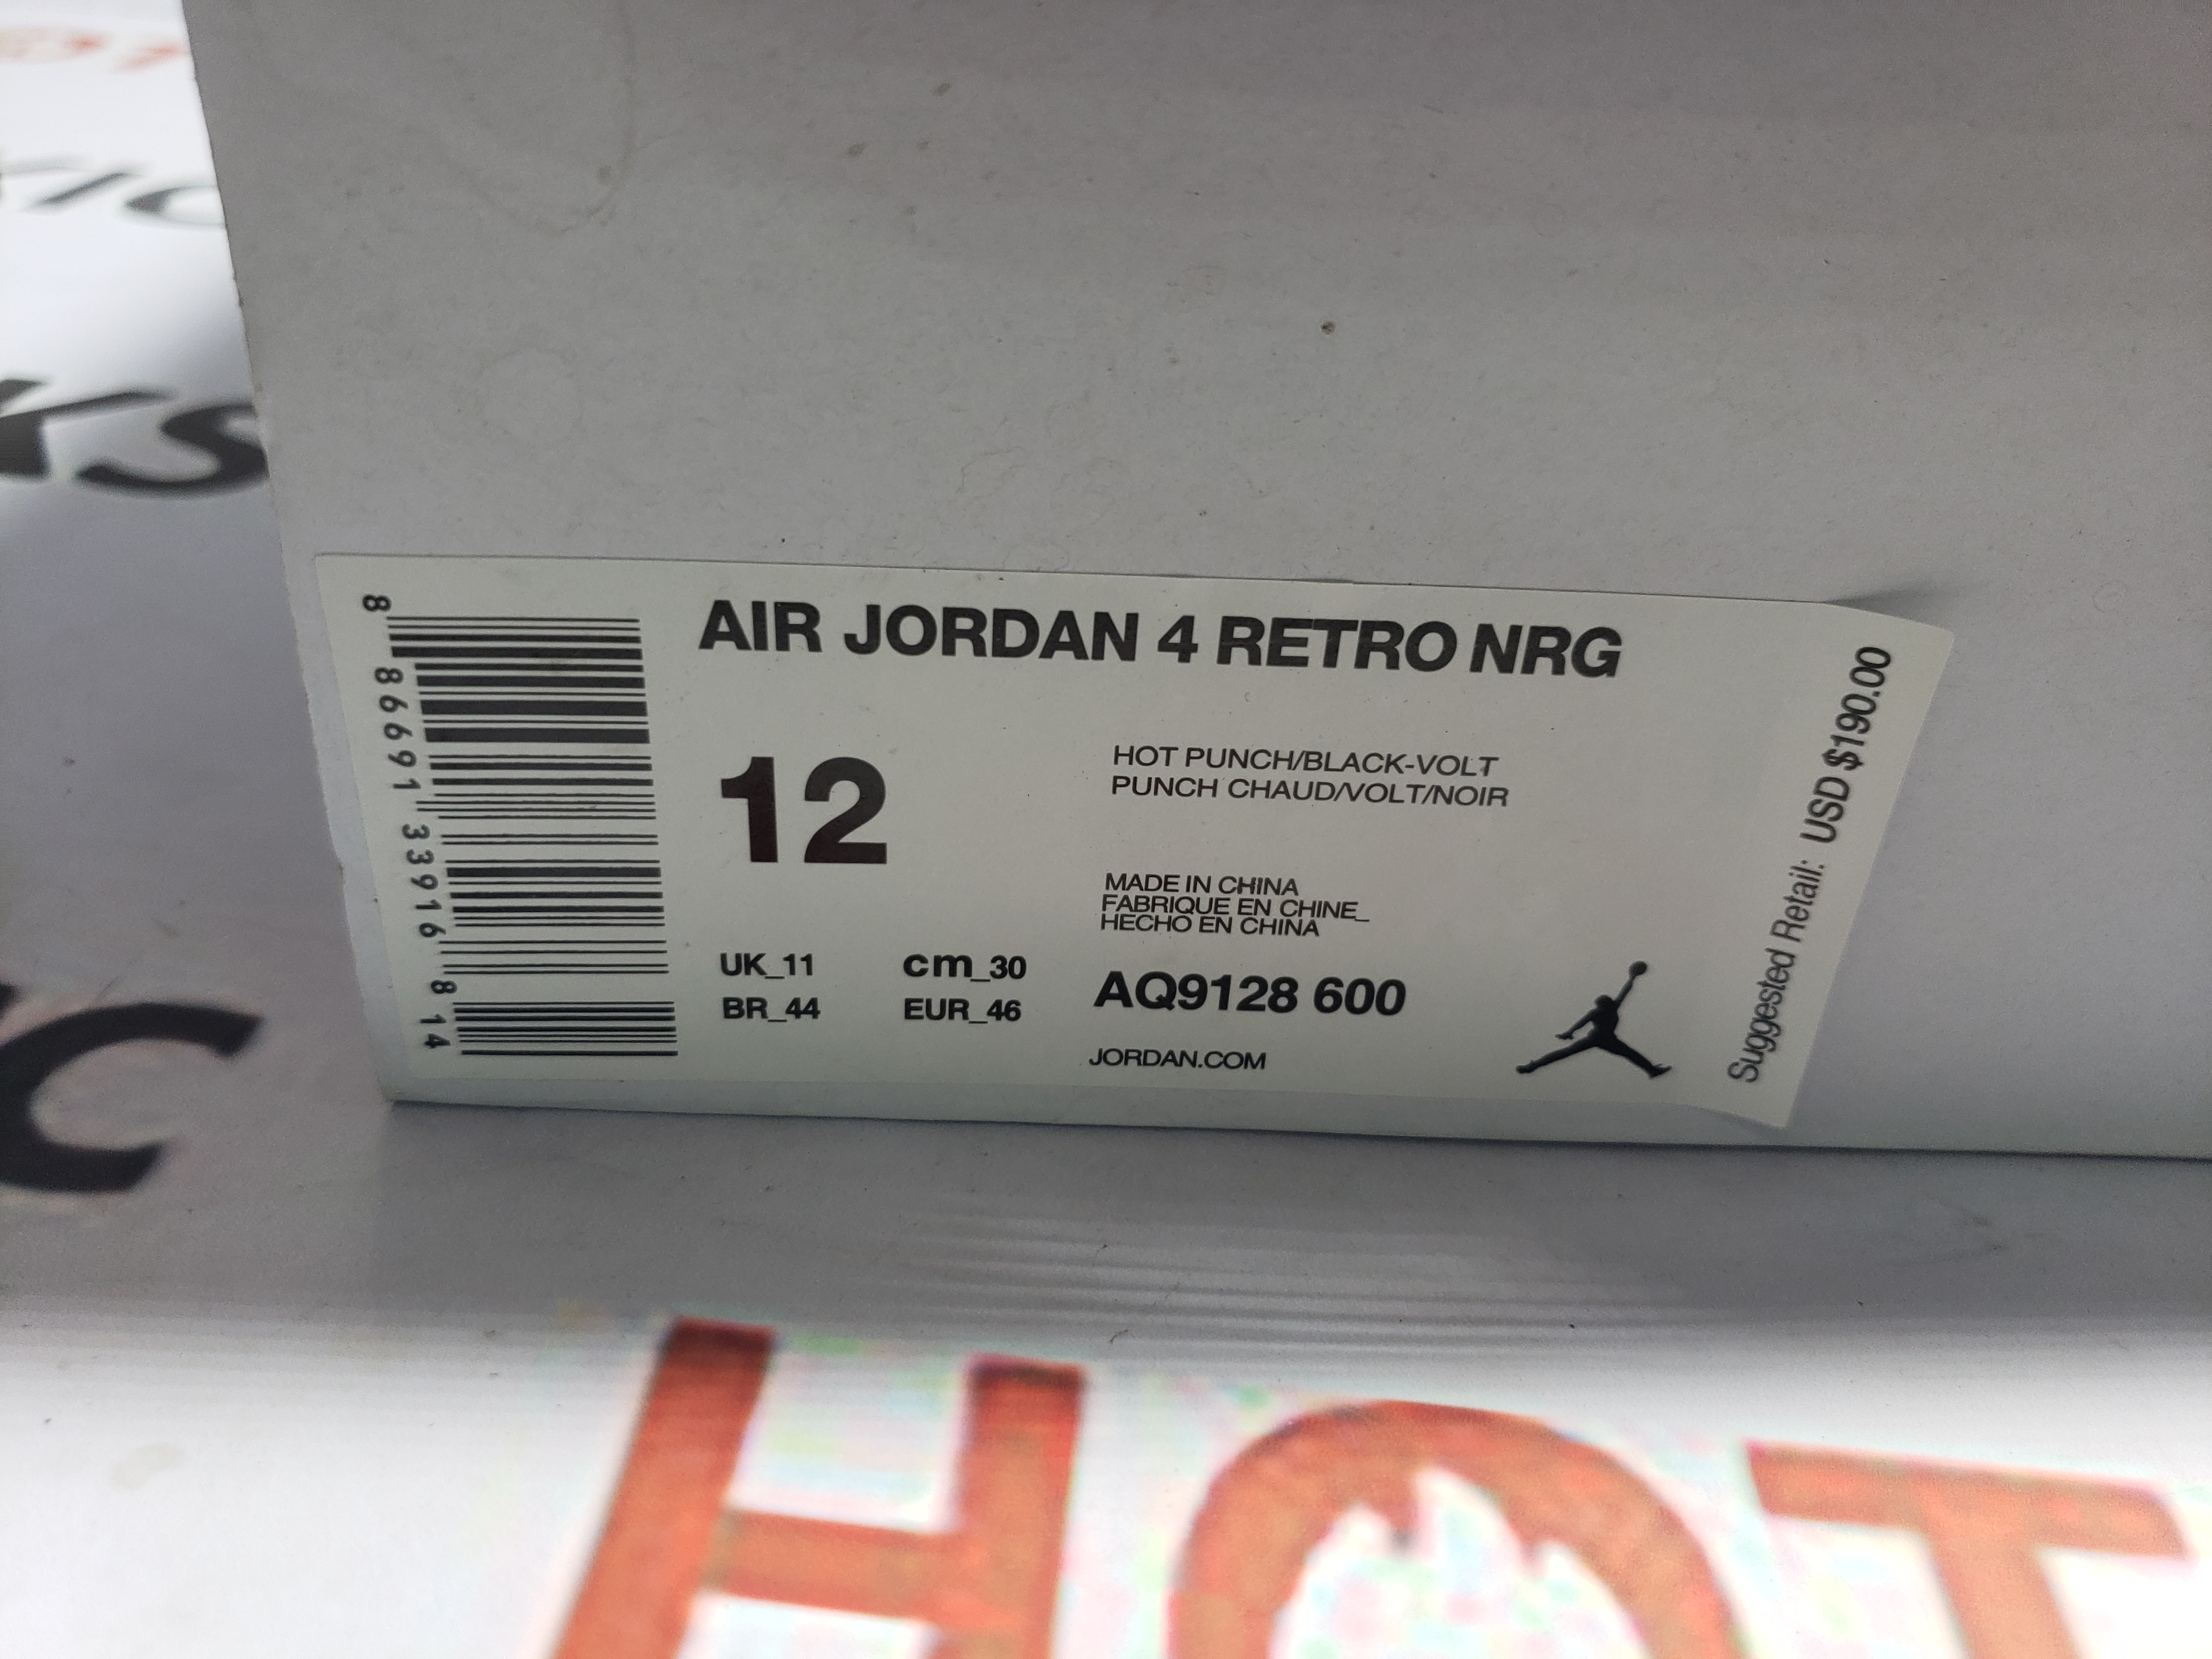 AIR JORDAN 4 RETRO NRG
12
HOT PUNCH/BLACK-VOLT
PUNCH CHAUD/VOLT/NOIR
MADE IN CHINA
FABRIQUE EN CHINE_
HECHO EN CHINA
UK_11
cm_30
BR_44
EUR_46
AQ9128 600
JORDAN.COM
Suggested Retail: USD $190.00
8 86691 33916 8 14
HOT